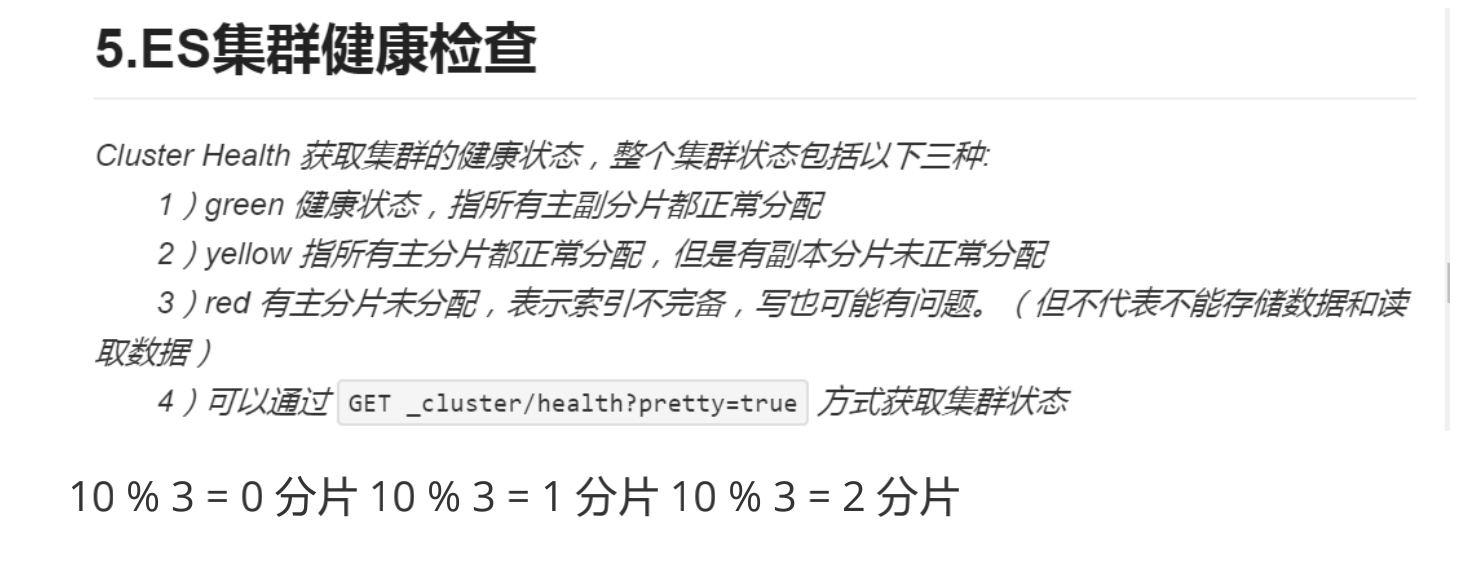 5.ES集群健康检查
Cluster Health 获取集群的健康状态，整个集群状态包括以下三种:
1）green 健康状态，指所有主副分片都正常分配
2）yellow 指所有主分片都正常分配，但是有副本分片未正常分配
3）red 有主分片未分配，表示索引不完备，写也可能有问题。（但不代表不能存储数据和读
取数据）
4）可以通过 GET _cluster/health?pretty=true 方式获取集群状态
10 % 3 = 0 分片 10 % 3 = 1 分片 10 % 3 = 2 分片